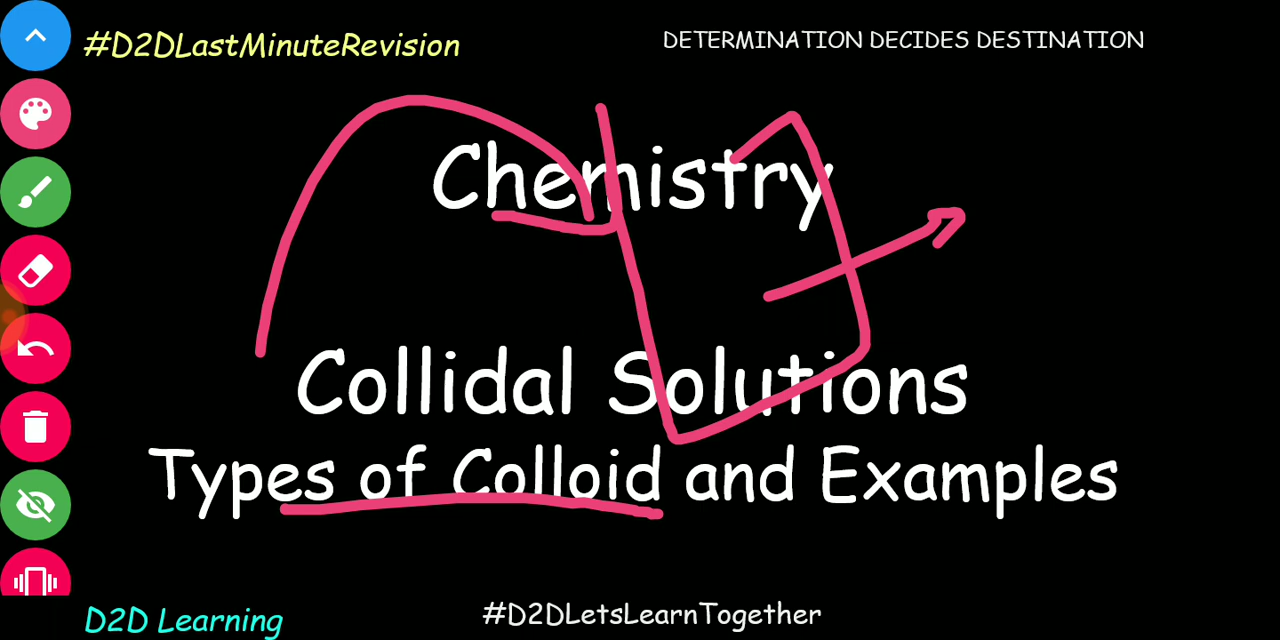 #D2DLastMinuteRevision
DETERMINATION DECIDES DESTINATION
Chemistry
Collidal Solutions
Types of Colloid and Examples
D2D Learning
#D2DLetsLearnTogether